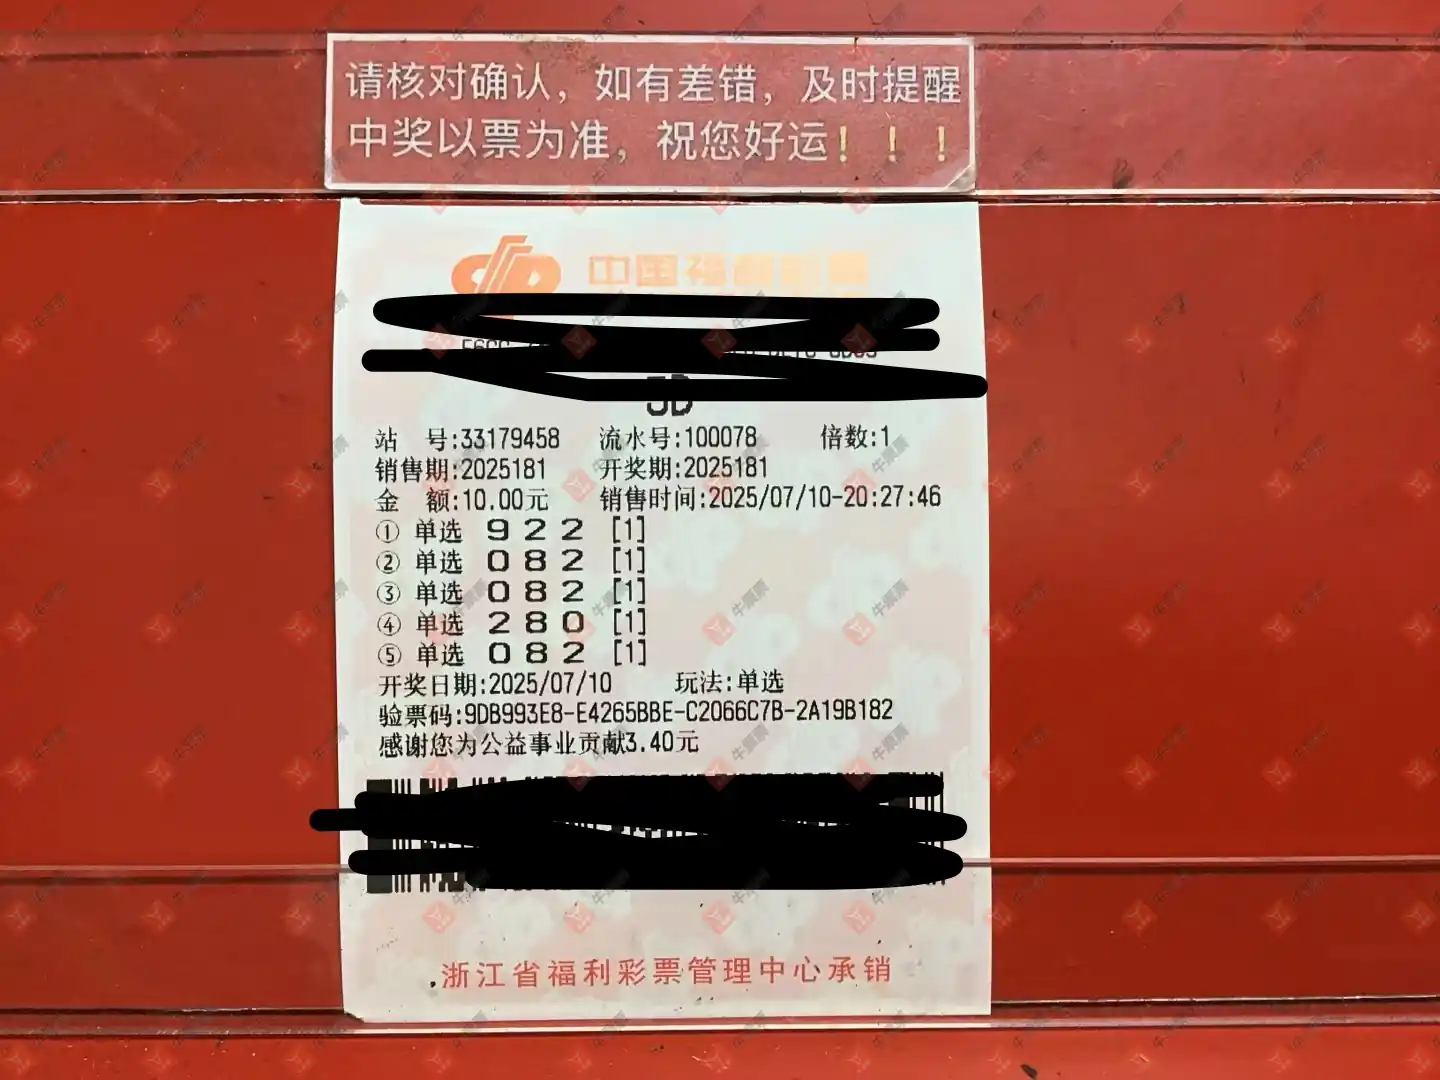 请核对确认，如有差错，及时提醒
中奖以票为准，祝您好运！！！
中国福利彩票
3D
站 号:33179458 流水号:100078 倍数:1
销售期:2025181 开奖期:2025181
金 额:10.00元 销售时间:2025/07/10-20:27:46
① 单选 9 2 2 [1]
② 单选 0 8 2 [1]
③ 单选 0 8 2 [1]
④ 单选 2 8 0 [1]
⑤ 单选 0 8 2 [1]
开奖日期:2025/07/10 玩法:单选
验票码:9DB993E8-E4265BBE-C2066C7B-2A19B182
感谢您为公益事业贡献3.40元
浙江省福利彩票管理中心承销